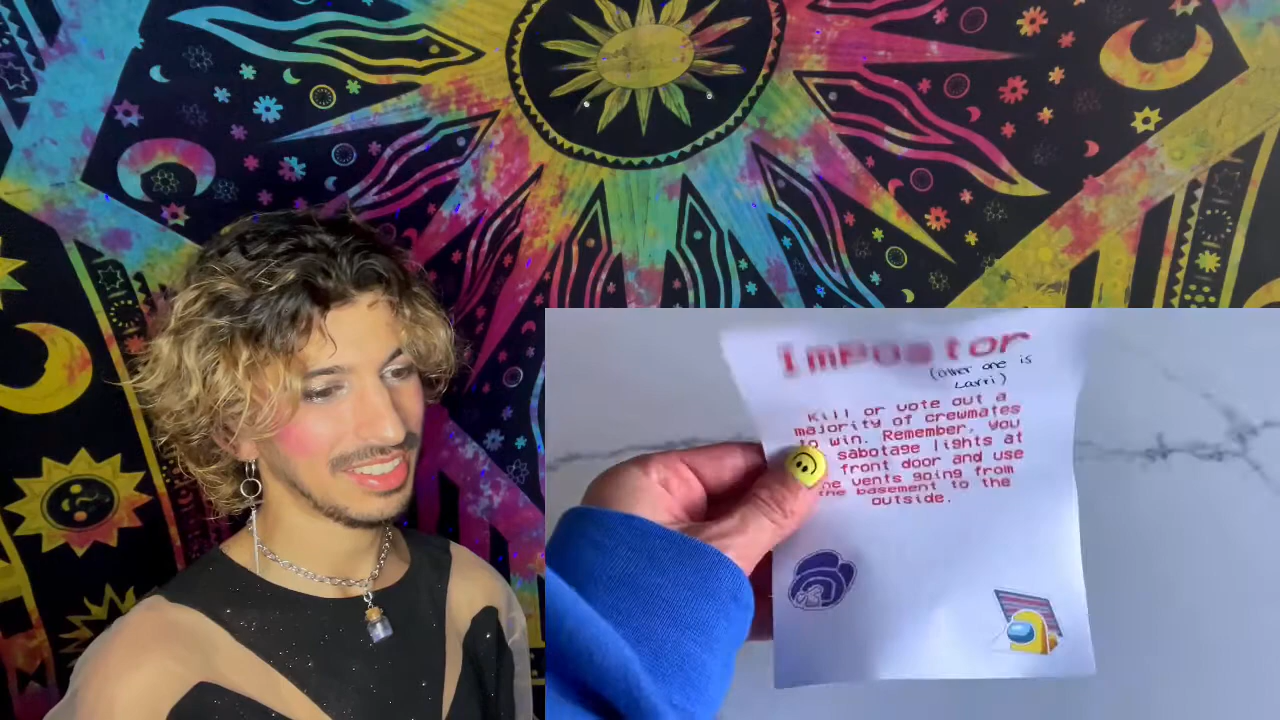 Impostor
(other one is
Larri)
Kill or vote out a
majority of crewmates
to win. Remember, you
sabotage lights at
front door and use
vents going from
the basement to the
outside.